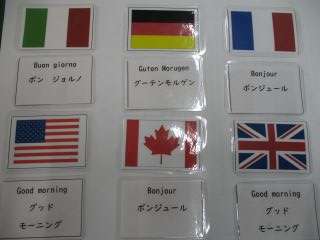 Buon giorno
ボン ジョルノ
Guten Morugen
グーテンモルゲン
Bonjour
ボンジュール
Good morning
グッド
モーニング
Bonjour
ボンジュール
Good morning
グッド
モーニング